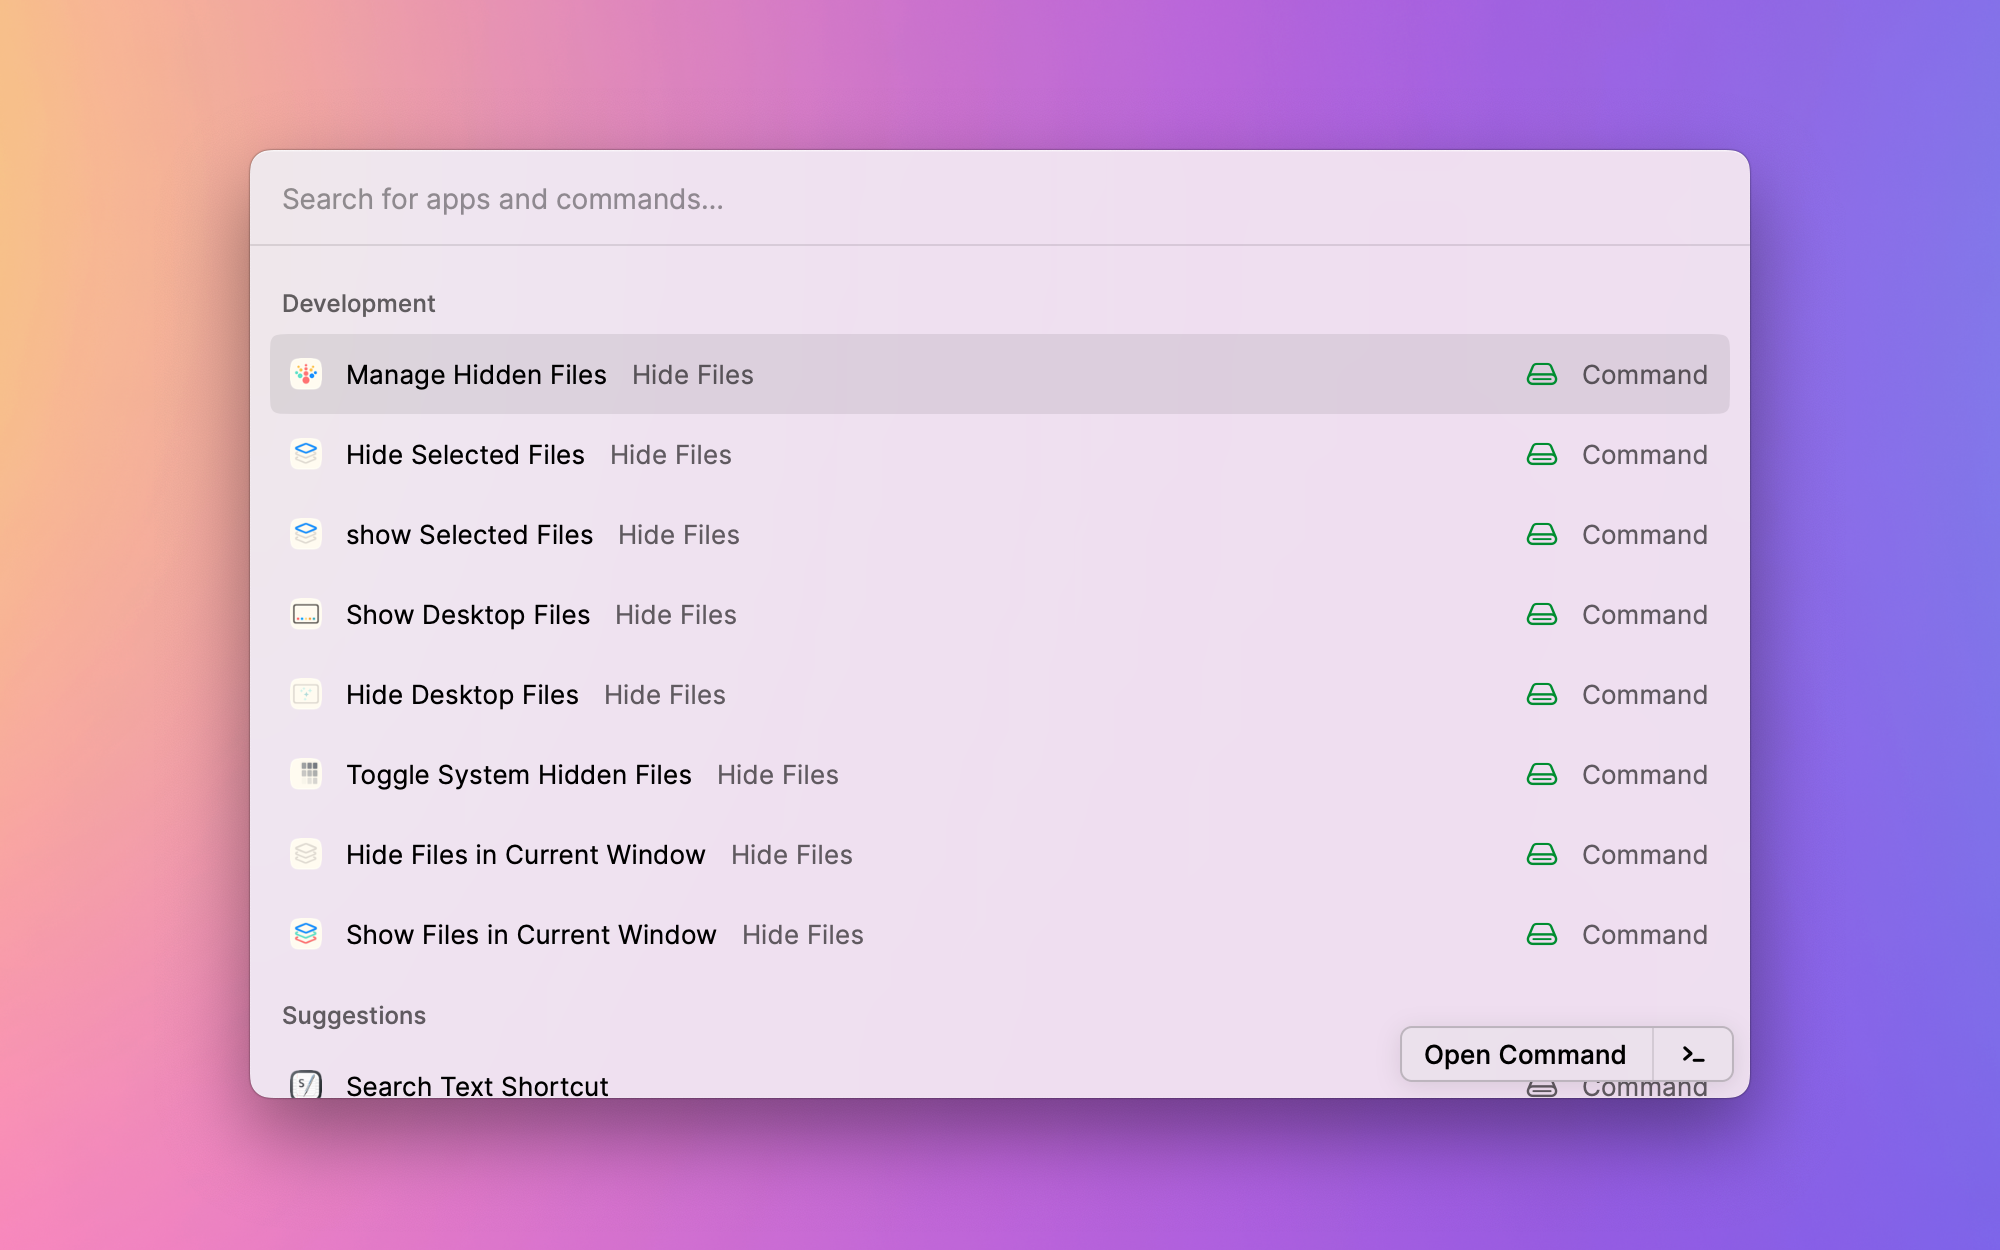 Search for apps and commands...
Development
Manage Hidden Files Hide Files Command
Hide Selected Files Hide Files Command
show Selected Files Hide Files Command
Show Desktop Files Hide Files Command
Hide Desktop Files Hide Files Command
Toggle System Hidden Files Hide Files Command
Hide Files in Current Window Hide Files Command
Show Files in Current Window Hide Files Command
Suggestions
Open Command >_
Search Text Shortcut Command